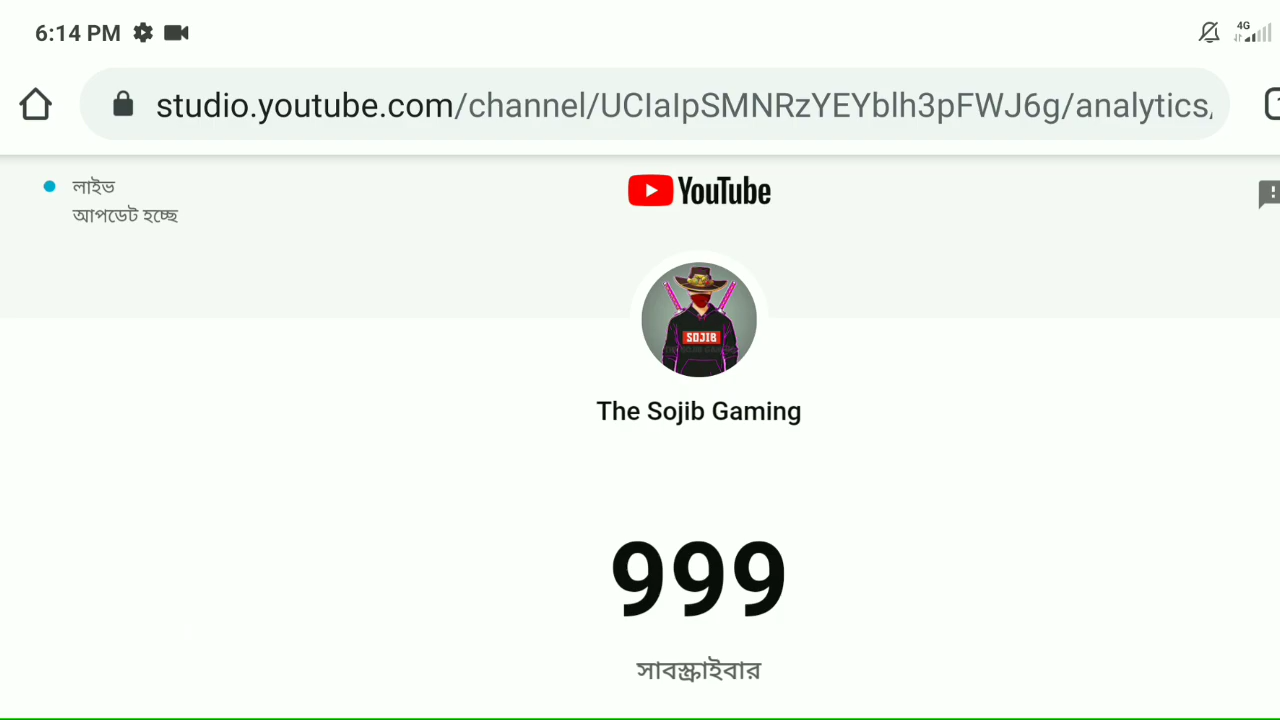 6:14 PM
4G
studio.youtube.com/channel/UCIaIpSMNRzYEYblh3pFWJ6g/analytics/
লাইভ
আপডেট হচ্ছে
YouTube
SOJIB
The Sojib Gaming
999
সাবস্ক্রাইবার